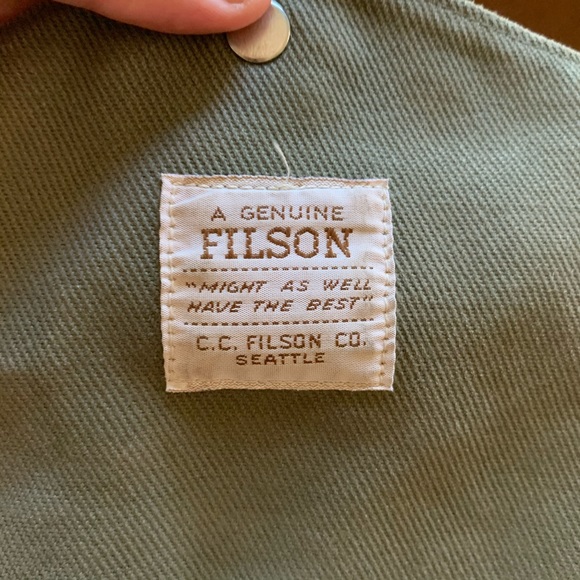 A GENUINE
FILSON
"MIGHT AS WELL
HAVE THE BEST"
C.C. FILSON CO.
SEATTLE